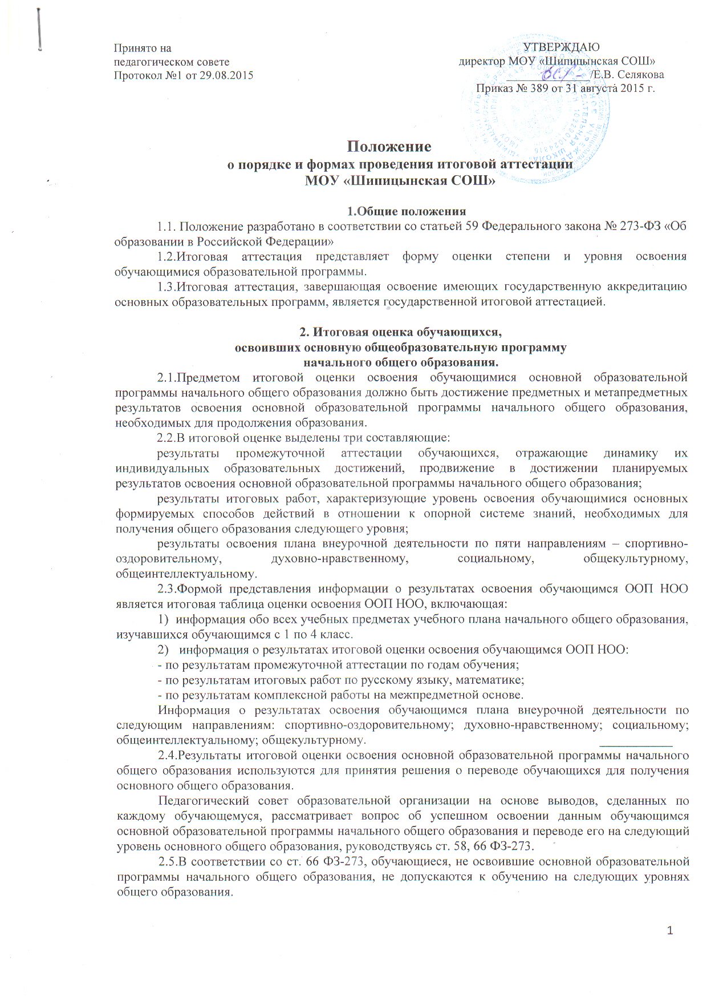 Принято на
педагогическом совете
Протокол №1 от 29.08.2015
УТВЕРЖДАЮ
директор МОУ «Шипицынская СОШ»
/Е.В. Селякова
Приказ № 389 от 31 августа 2015 г.
Положение
о порядке и формах проведения итоговой аттестации
МОУ «Шипицынская СОШ»
1.Общие положения
1.1. Положение разработано в соответствии со статьей 59 Федерального закона № 273-ФЗ «Об
образовании в Российской Федерации»
1.2.Итоговая аттестация представляет форму оценки степени и уровня освоения
обучающимися образовательной программы.
1.3.Итоговая аттестация, завершающая освоение имеющих государственную аккредитацию
основных образовательных программ, является государственной итоговой аттестацией.
2. Итоговая оценка обучающихся,
освоивших основную общеобразовательную программу
начального общего образования.
2.1.Предметом итоговой оценки освоения обучающимися основной образовательной
программы начального общего образования должно быть достижение предметных и метапредметных
результатов освоения основной образовательной программы начального общего образования,
необходимых для продолжения образования.
2.2.В итоговой оценке выделены три составляющие:
результаты промежуточной аттестации обучающихся, отражающие динамику их
индивидуальных образовательных достижений, продвижение в достижении планируемых
результатов освоения основной образовательной программы начального общего образования;
результаты итоговых работ, характеризующие уровень освоения обучающимися основных
формируемых способов действий в отношении к опорной системе знаний, необходимых для
получения общего образования следующего уровня;
результаты освоения плана внеурочной деятельности по пяти направлениям – спортивно-
оздоровительному, духовно-нравственному, социальному, общекультурному,
общеинтеллектуальному.
2.3.Формой представления информации о результатах освоения обучающимся ООП НОО
является итоговая таблица оценки освоения ООП НОО, включающая:
1) информация обо всех учебных предметах учебного плана начального общего образования,
изучавшихся обучающимся с 1 по 4 класс.
2) информация о результатах итоговой оценки освоения обучающимся ООП НОО:
- по результатам промежуточной аттестации по годам обучения;
- по результатам итоговых работ по русскому языку, математике;
- по результатам комплексной работы на межпредметной основе.
Информация о результатах освоения обучающимся плана внеурочной деятельности по
следующим направлениям: спортивно-оздоровительному; духовно-нравственному; социальному;
общеинтеллектуальному; общекультурному.
2.4.Результаты итоговой оценки освоения основной образовательной программы начального
общего образования используются для принятия решения о переводе обучающихся для получения
основного общего образования.
Педагогический совет образовательной организации на основе выводов, сделанных по
каждому обучающемуся, рассматривает вопрос об успешном освоении данным обучающимся
основной образовательной программы начального общего образования и переводе его на следующий
уровень основного общего образования, руководствуясь ст. 58, 66 ФЗ-273.
2.5.В соответствии со ст. 66 ФЗ-273, обучающиеся, не освоившие основной образовательной
программы начального общего образования, не допускаются к обучению на следующих уровнях
общего образования.
1